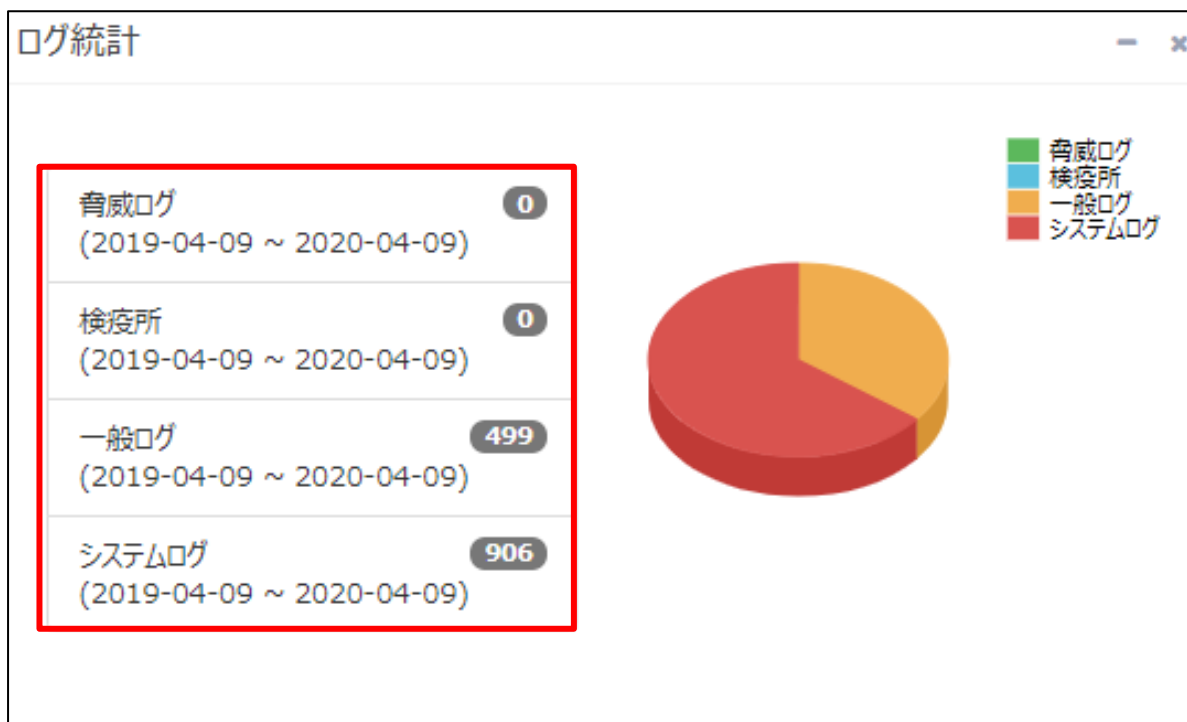 ログ統計
脅威ログ 0
(2019-04-09 ~ 2020-04-09)
検疫所 0
(2019-04-09 ~ 2020-04-09)
一般ログ 499
(2019-04-09 ~ 2020-04-09)
システムログ 906
(2019-04-09 ~ 2020-04-09)
脅威ログ
検疫所
一般ログ
システムログ